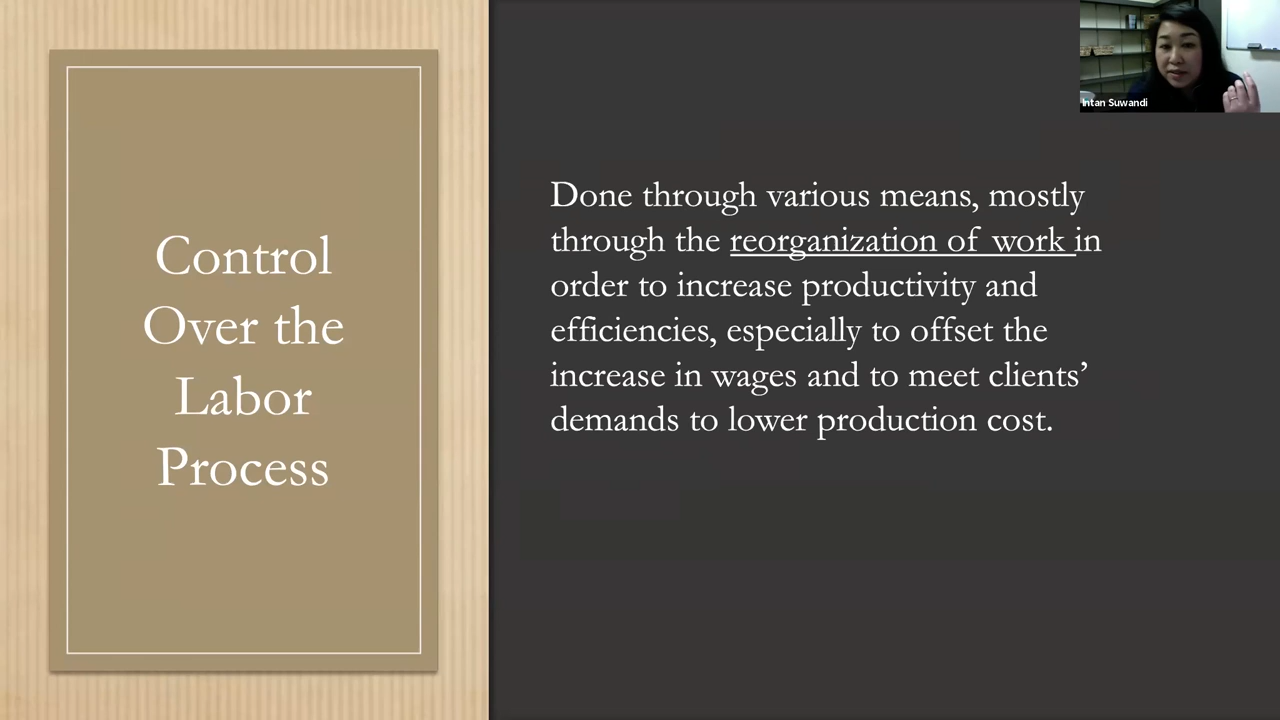 Control
Over the
Labor
Process
Done through various means, mostly
through the reorganization of work in
order to increase productivity and
efficiencies, especially to offset the
increase in wages and to meet clients’
demands to lower production cost.
Intan Suwandi